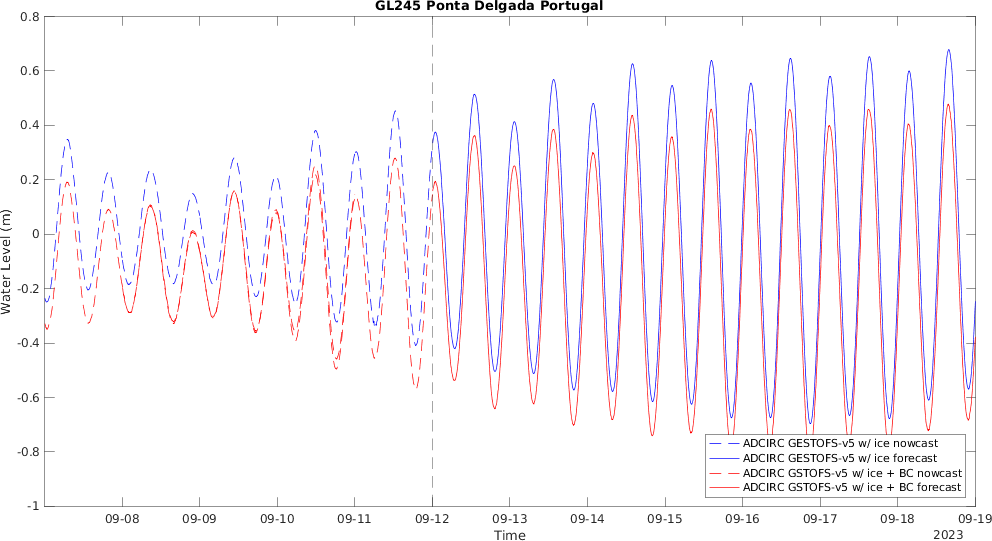 GL245 Ponta Delgada Portugal
0.8
0.6
0.4
0.2
0
-0.2
-0.4
-0.6
-0.8
-1
Water Level (m)
ADCIRC GESTOFS-v5 w/ ice nowcast
ADCIRC GESTOFS-v5 w/ ice forecast
ADCIRC GSTOFS-v5 w/ ice + BC nowcast
ADCIRC GSTOFS-v5 w/ ice + BC forecast
09-08 09-09 09-10 09-11 09-12 09-13 09-14 09-15 09-16 09-17 09-18 09-19
Time
2023